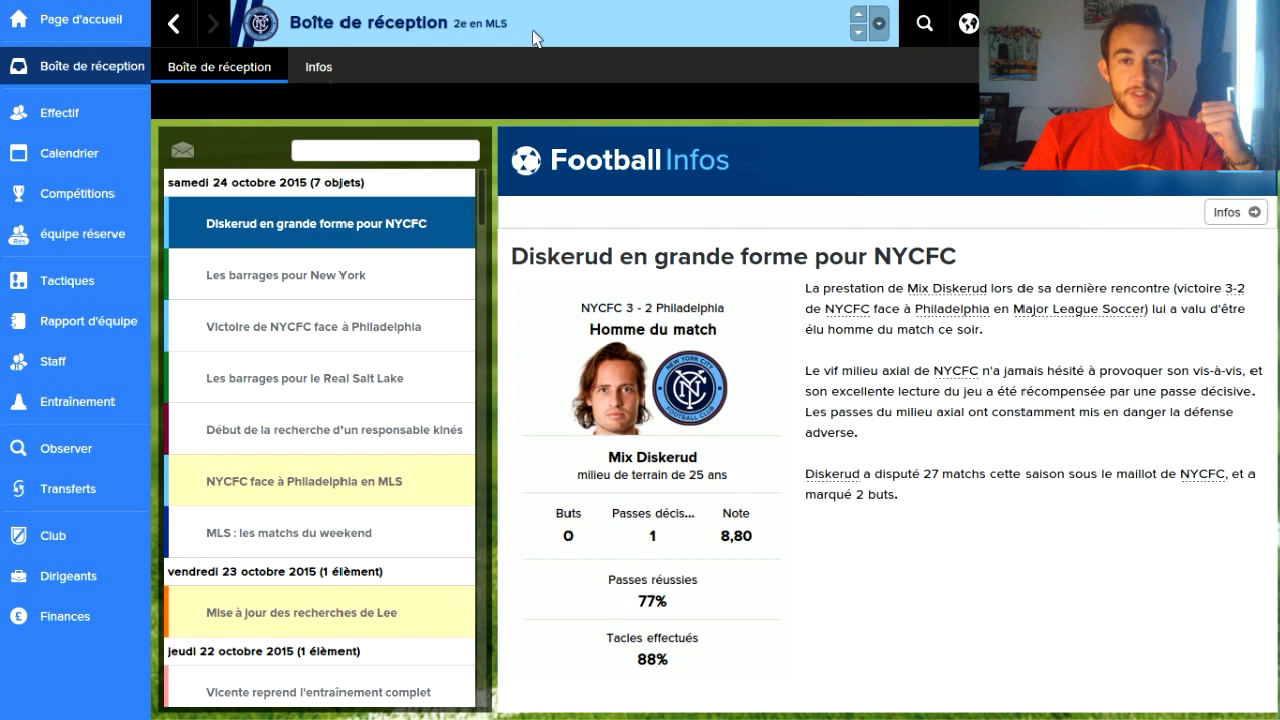 Page d'accueil
Boîte de réception
Effectif
Calendrier
Compétitions
équipe réserve
Res
Tactiques
Rapport d'équipe
Staff
Entraînement
Observer
Transferts
Club
Dirigeants
£
Finances
Boîte de réception 2e en MLS
Boîte de réception
Infos
samedi 24 octobre 2015 (7 objets)
Diskerud en grande forme pour NYCFC
Les barrages pour New York
Victoire de NYCFC face à Philadelphia
Les barrages pour le Real Salt Lake
Début de la recherche d'un responsable kinés
NYCFC face à Philadelphia en MLS
MLS : les matchs du weekend
vendredi 23 octobre 2015 (1 élément)
Mise à jour des recherches de Lee
jeudi 22 octobre 2015 (1 élément)
Vicente reprend l'entraînement complet
Football Infos
Infos
Diskerud en grande forme pour NYCFC
NYCFC 3 - 2 Philadelphia
Homme du match
NEW YORK CITY
NYC
FOOTBALL CLUB
Mix Diskerud
milieu de terrain de 25 ans
Buts Passes décis... Note
0 1 8,80
Passes réussies
77%
Tacles effectués
88%
La prestation de Mix Diskerud lors de sa dernière rencontre (victoire 3-2
de NYCFC face à Philadelphia en Major League Soccer) lui a valu d'être
élu homme du match ce soir.
Le vif milieu axial de NYCFC n'a jamais hésité à provoquer son vis-à-vis, et
son excellente lecture du jeu a été récompensée par une passe décisive.
Les passes du milieu axial ont constamment mis en danger la défense
adverse.
Diskerud a disputé 27 matchs cette saison sous le maillot de NYCFC, et a
marqué 2 buts.